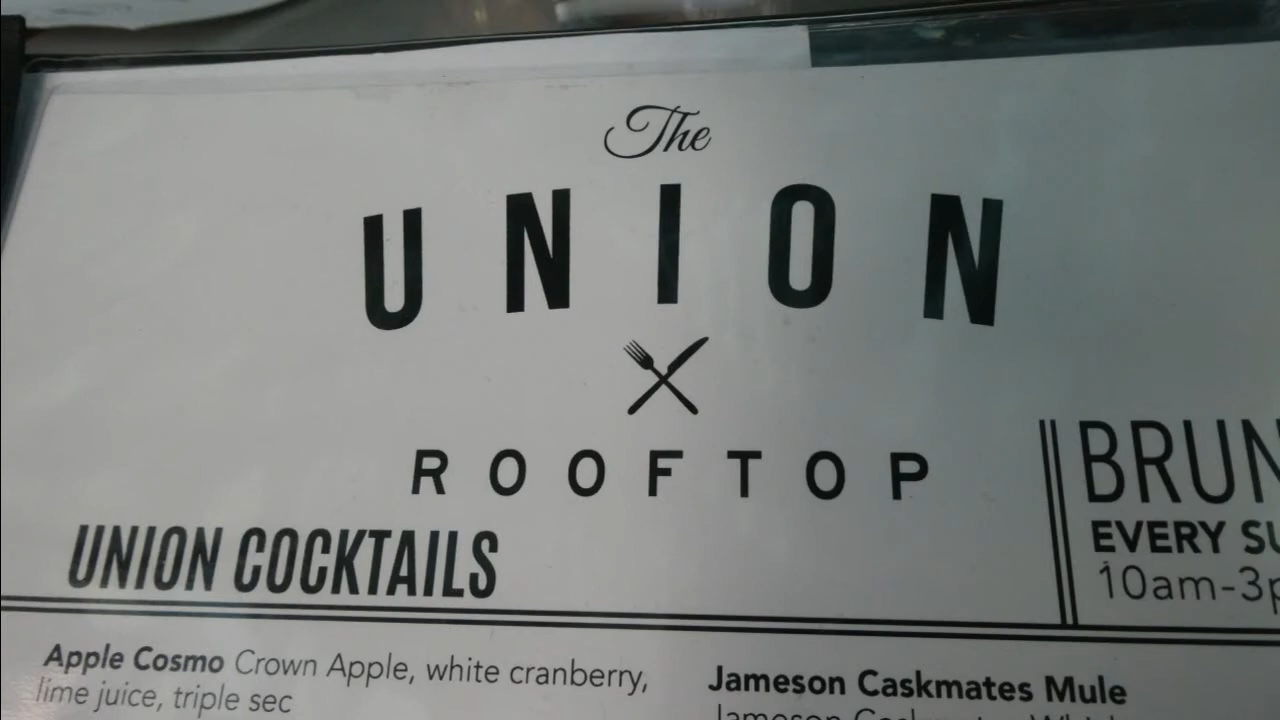 The
UNION
ROOFTOP
BRUN
EVERY SU
10am-3p
UNION COCKTAILS
Apple Cosmo Crown Apple, white cranberry,
lime juice, triple sec
Jameson Caskmates Mule
Jameson